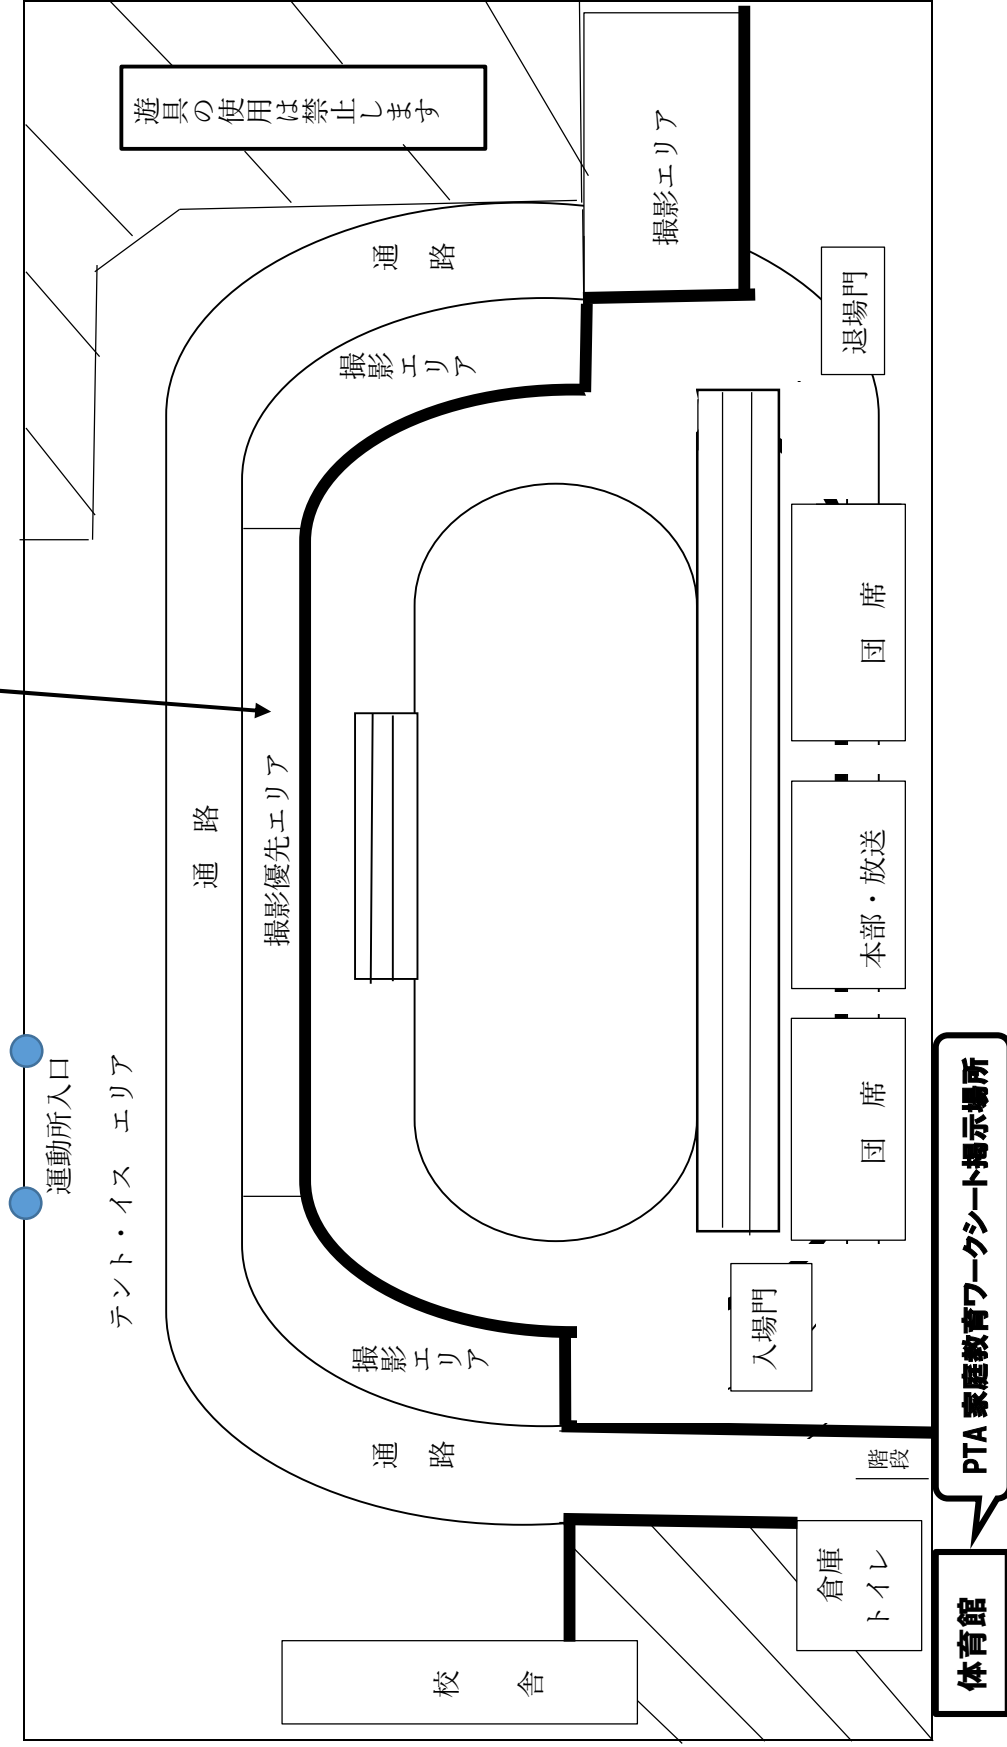 運動所入口
テント・イス　エリア
遊具の使用は禁止します
通　路
撮影優先エリア
撮影エリア
撮影エリア
通　路
通　路
校　舎
撮影エリア
入場門
退場門
倉庫
トイレ
階段
団　席
本部・放送
団　席
体育館
PTA 家庭教育ワークシート掲示場所